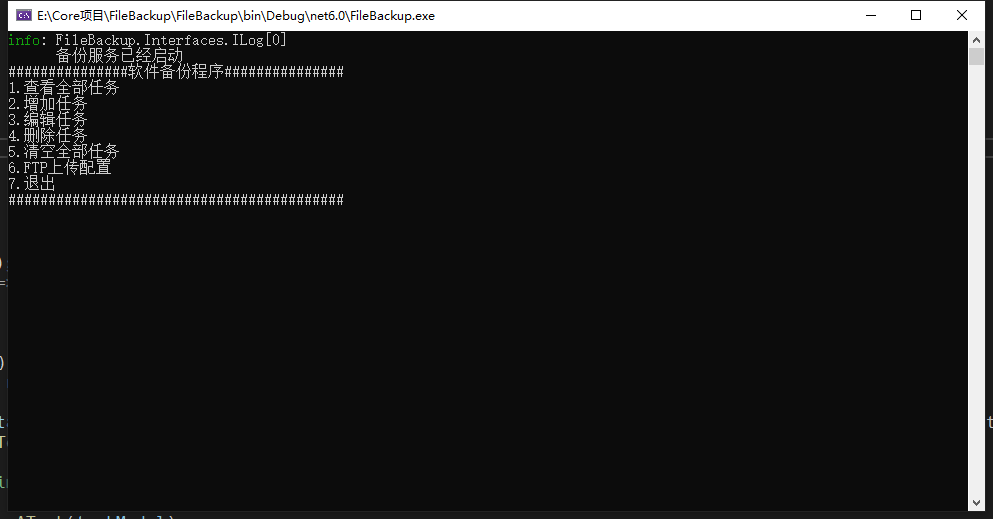 E:\Core项目\FileBackup\FileBackup\bin\Debug\net6.0\FileBackup.exe
info: FileBackup.Interfaces.ILog[0]
备份服务已经启动
###############软件备份程序###############
1.查看全部任务
2.增加任务
3.编辑任务
4.删除任务
5.清空全部任务
6.FTP上传配置
7.退出
##########################################